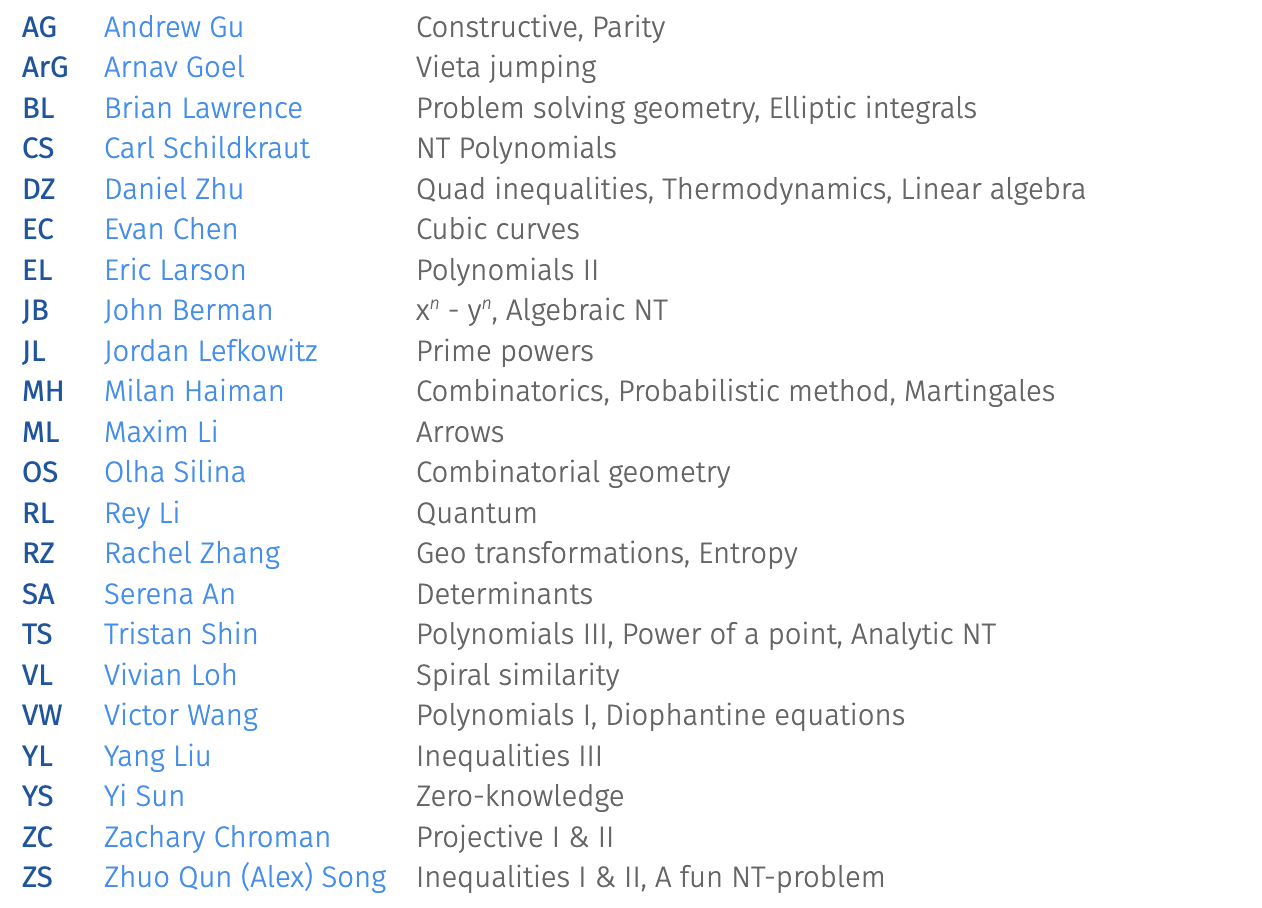 AG Andrew Gu Constructive, Parity
ArG Arnav Goel Vieta jumping
BL Brian Lawrence Problem solving geometry, Elliptic integrals
CS Carl Schildkraut NT Polynomials
DZ Daniel Zhu Quad inequalities, Thermodynamics, Linear algebra
EC Evan Chen Cubic curves
EL Eric Larson Polynomials II
JB John Berman xⁿ - yⁿ, Algebraic NT
JL Jordan Lefkowitz Prime powers
MH Milan Haiman Combinatorics, Probabilistic method, Martingales
ML Maxim Li Arrows
OS Olha Silina Combinatorial geometry
RL Rey Li Quantum
RZ Rachel Zhang Geo transformations, Entropy
SA Serena An Determinants
TS Tristan Shin Polynomials III, Power of a point, Analytic NT
VL Vivian Loh Spiral similarity
VW Victor Wang Polynomials I, Diophantine equations
YL Yang Liu Inequalities III
YS Yi Sun Zero-knowledge
ZC Zachary Chroman Projective I & II
ZS Zhuo Qun (Alex) Song Inequalities I & II, A fun NT-problem